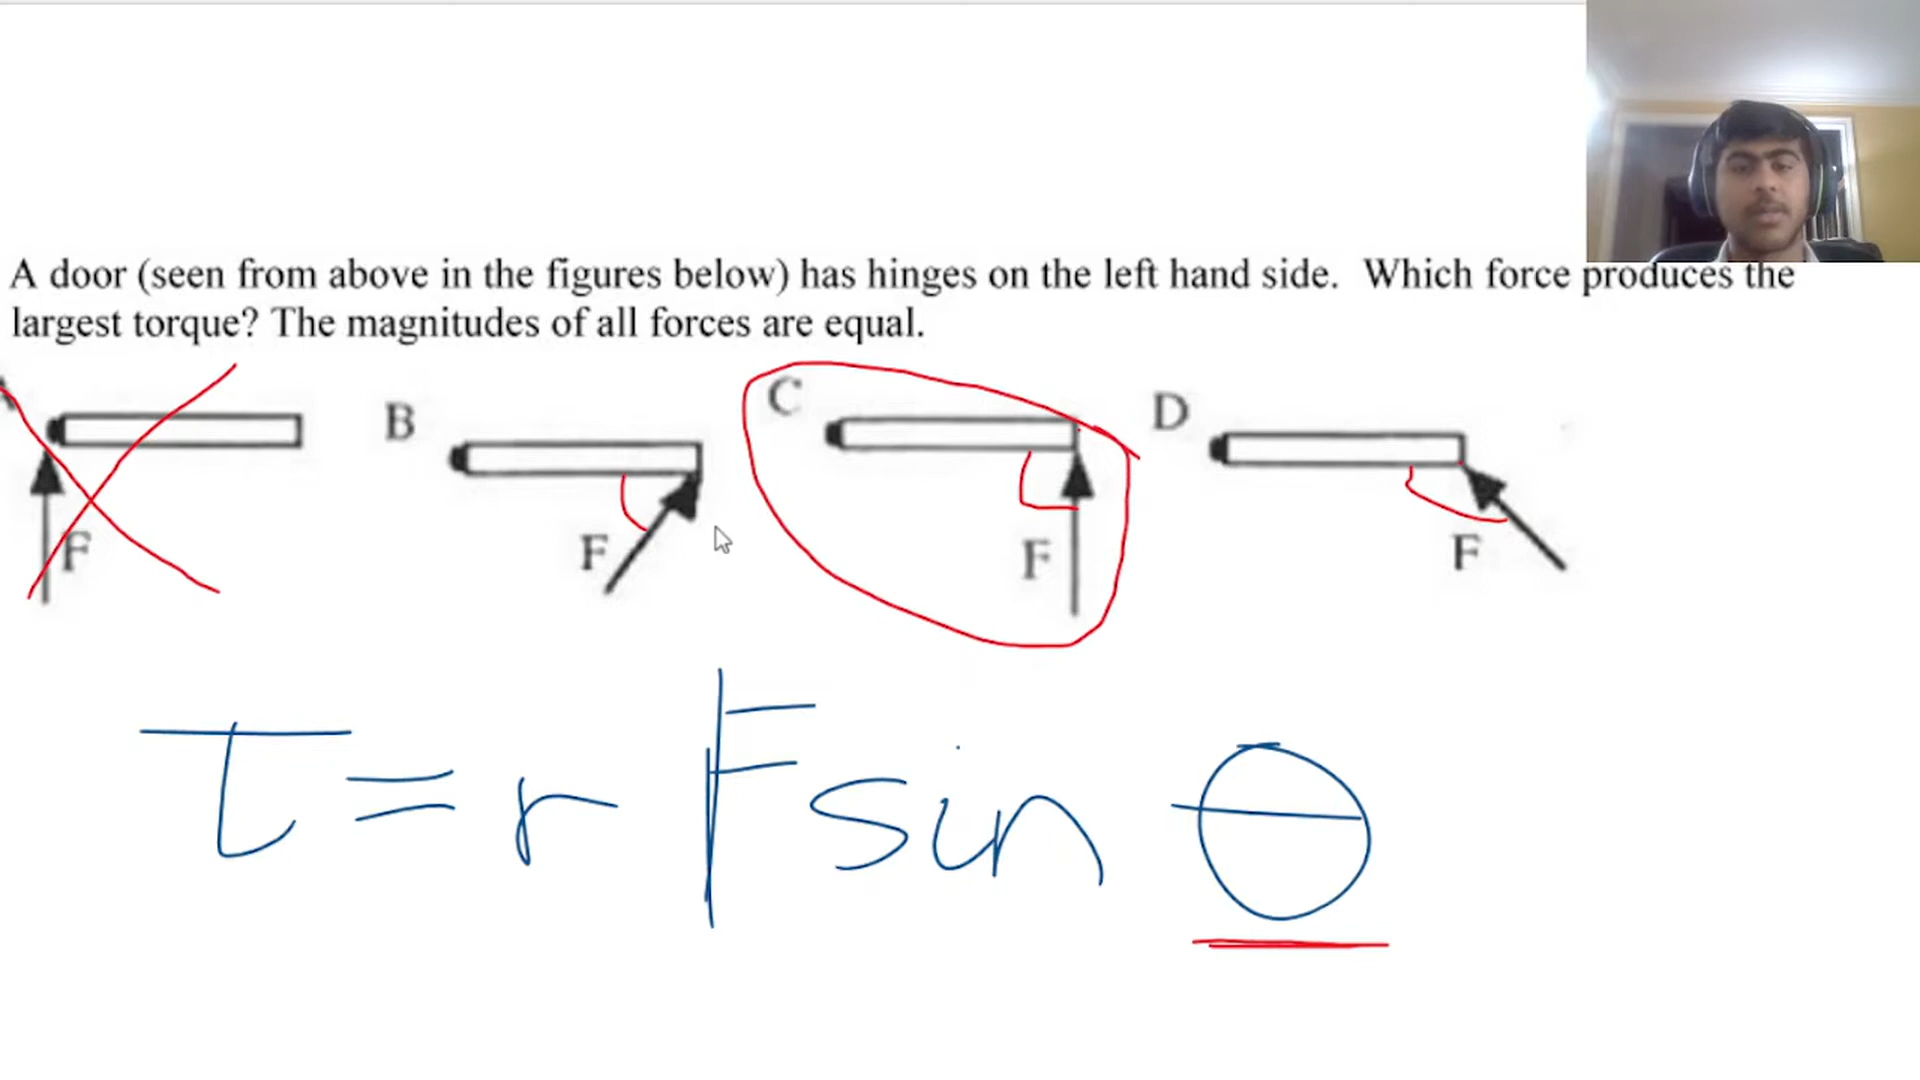 A door (seen from above in the figures below) has hinges on the left hand side. Which force produces the
largest torque? The magnitudes of all forces are equal.
B
C
D
F
F
F
F
τ = r F sin θ